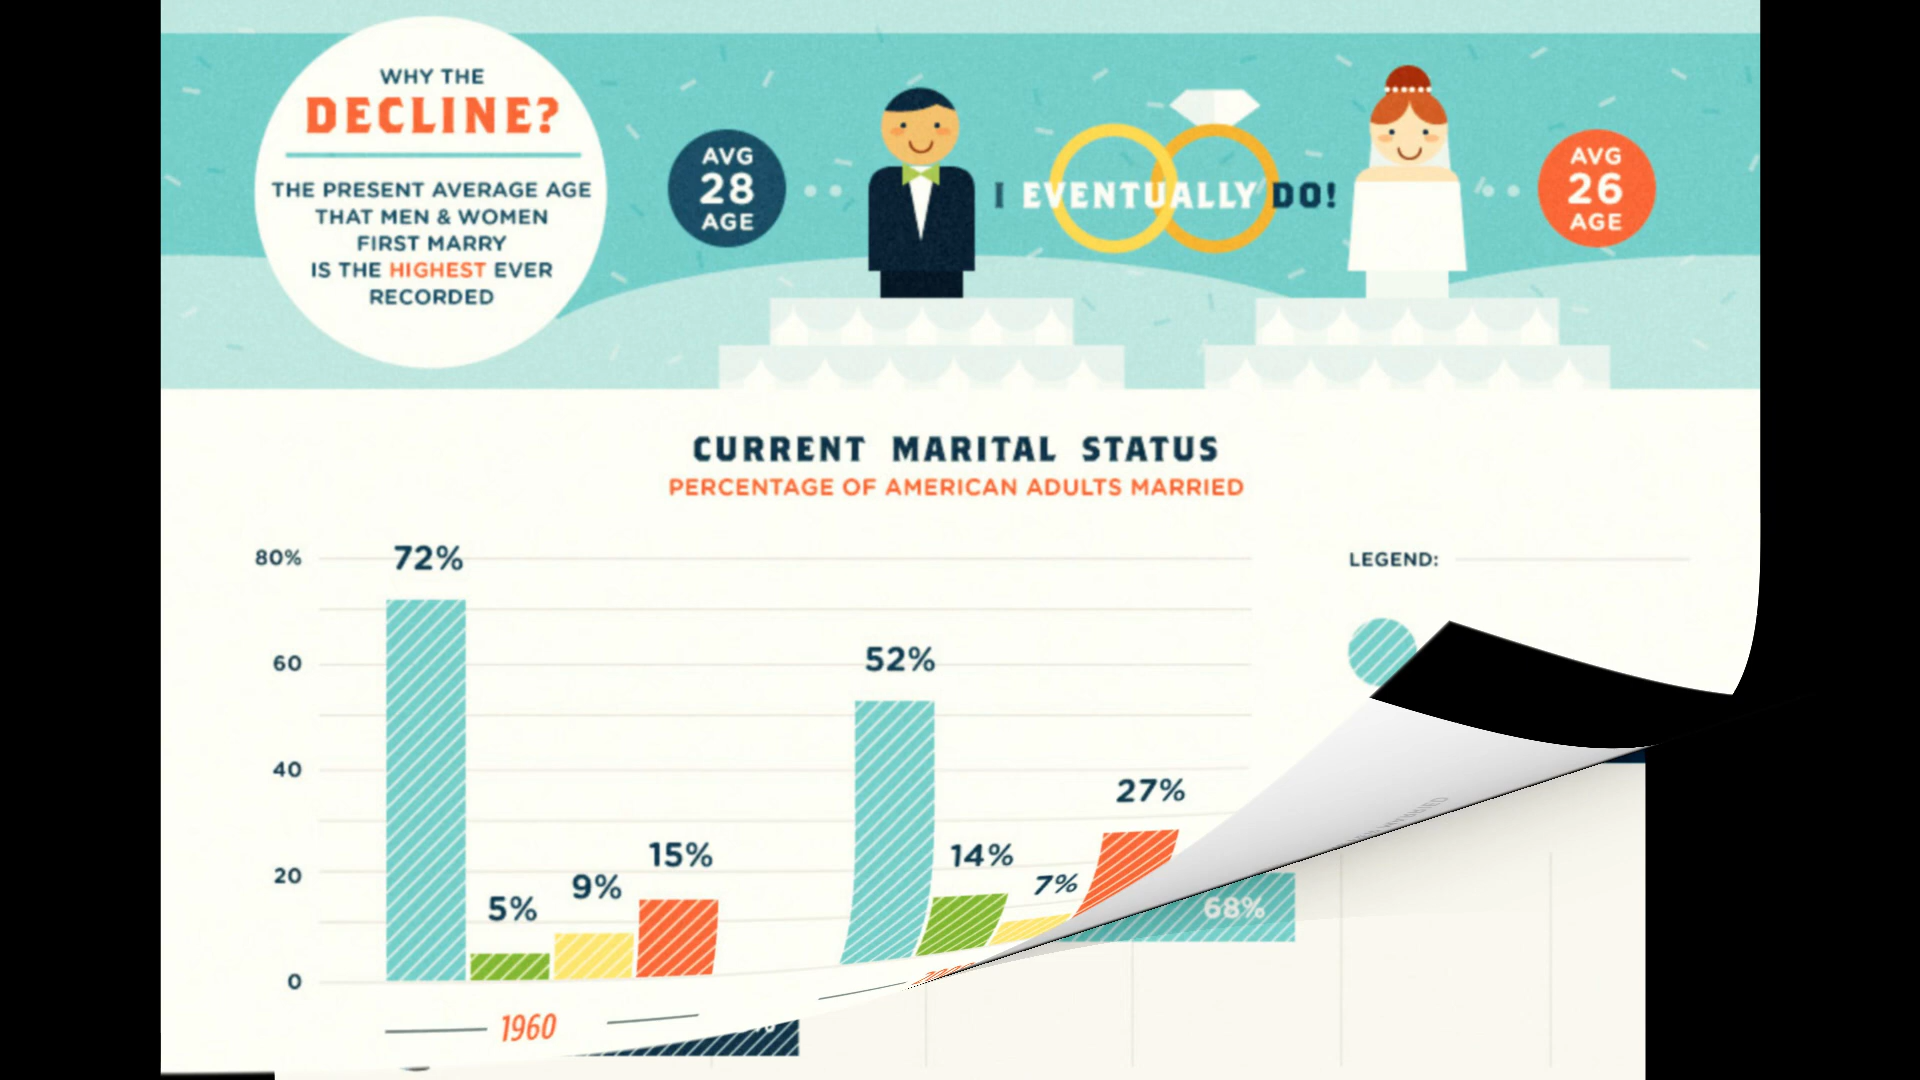 WHY THE
DECLINE?
THE PRESENT AVERAGE AGE
THAT MEN & WOMEN
FIRST MARRY
IS THE HIGHEST EVER
RECORDED
AVG
28
AGE
I EVENTUALLY DO!
AVG
26
AGE
CURRENT MARITAL STATUS
PERCENTAGE OF AMERICAN ADULTS MARRIED
80%
72%
LEGEND:
60
52%
40
27%
20
15%
14%
9%
7%
5%
68%
0
1960